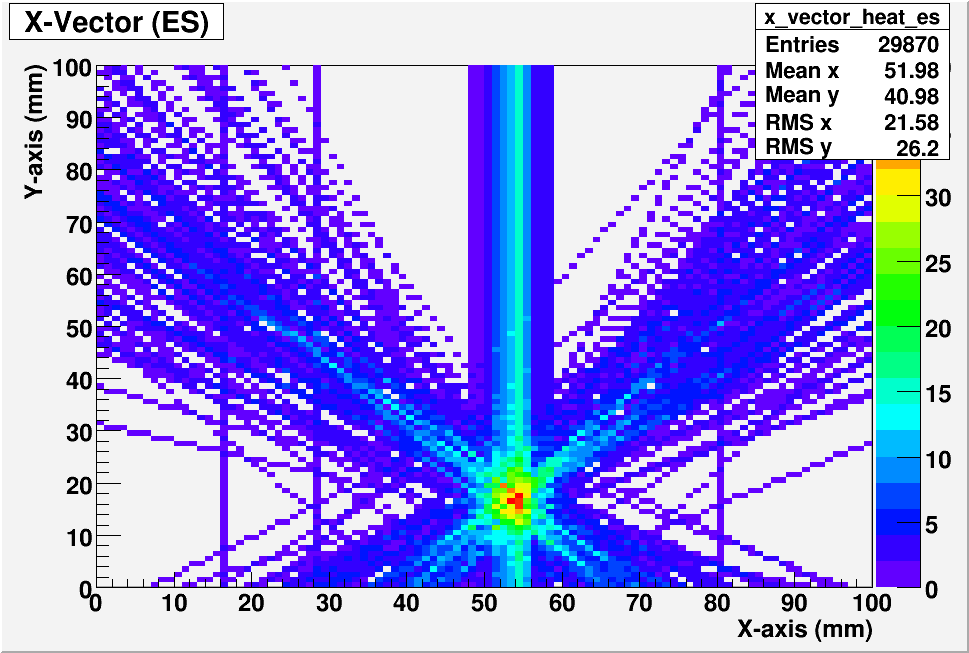 X-Vector (ES)
x_vector_heat_es
Entries 29870
Mean x 51.98
Mean y 40.98
RMS x 21.58
RMS y 26.2
Y-axis (mm)
100
90
80
70
60
50
40
30
20
10
0
30
25
20
15
10
5
0
0 10 20 30 40 50 60 70 80 90 100
X-axis (mm)